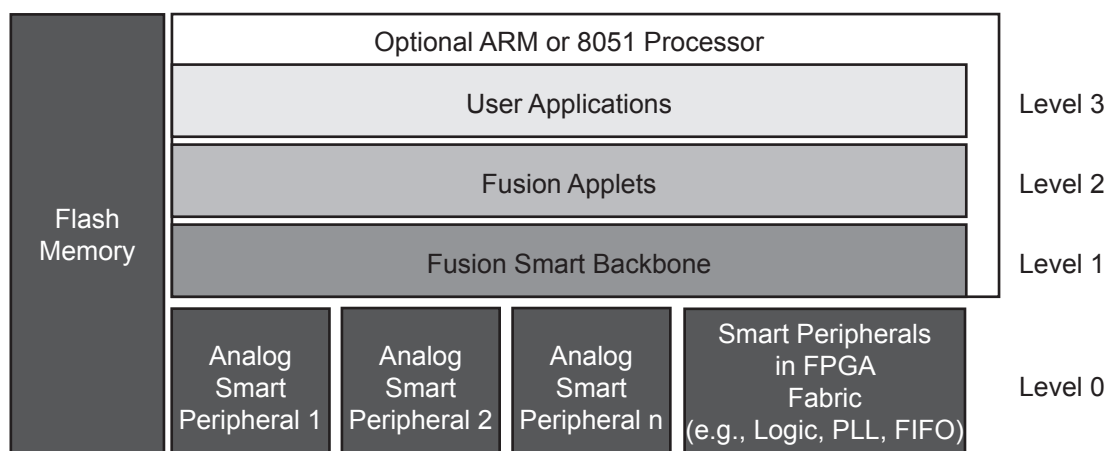 Optional ARM or 8051 Processor
User Applications
Level 3
Fusion Applets
Level 2
Flash
Memory
Fusion Smart Backbone
Level 1
Analog
Smart
Peripheral 1
Analog
Smart
Peripheral 2
Analog
Smart
Peripheral n
Smart Peripherals
in FPGA
Fabric
(e.g., Logic, PLL, FIFO)
Level 0